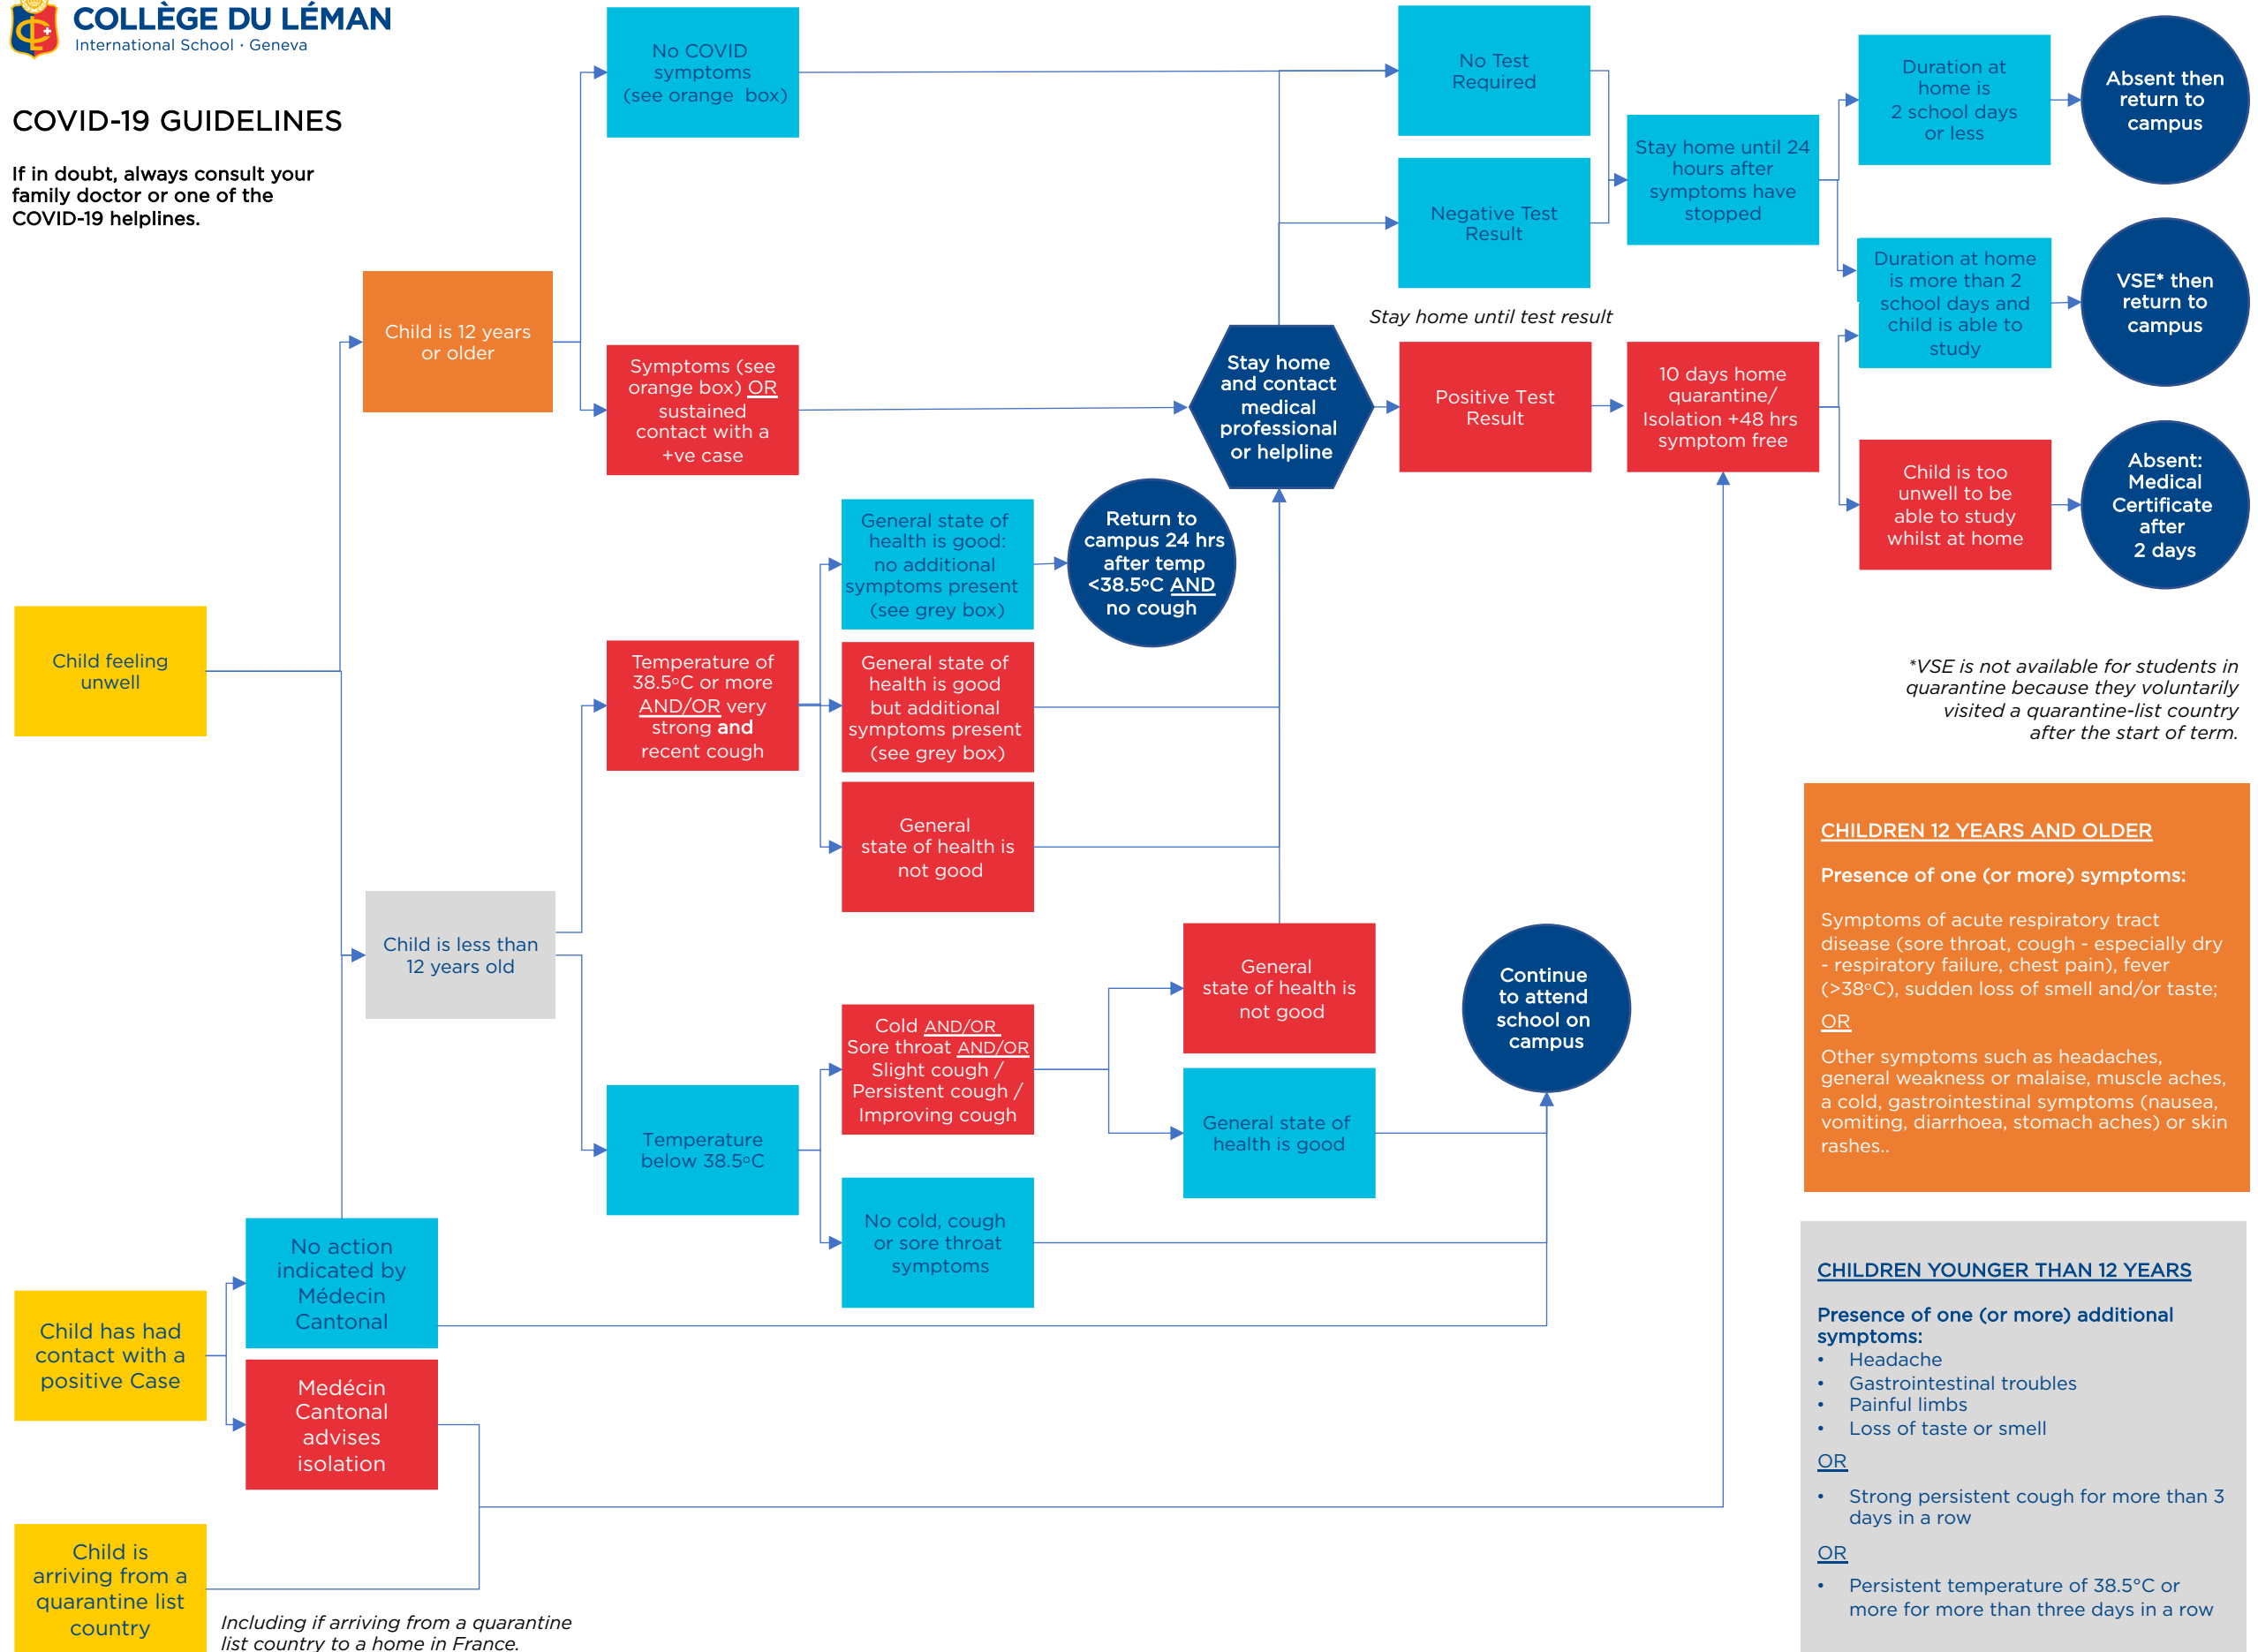 COLLÈGE DU LÉMAN
International School · Geneva
COVID-19 GUIDELINES
If in doubt, always consult your
family doctor or one of the
COVID-19 helplines.
No COVID
symptoms
(see orange box)
No Test
Required
Duration at
home is
2 school days
or less
Absent then
return to
campus
Stay home until 24
hours after
symptoms have
stopped
Negative Test
Result
Duration at home
is more than 2
school days and
child is able to
study
VSE* then
return to
campus
Child is 12 years
or older
Stay home until test result
Symptoms (see
orange box) OR
sustained
contact with a
+ve case
Stay home
and contact
medical
professional
or helpline
Positive Test
Result
10 days home
quarantine/
Isolation +48 hrs
symptom free
Child is too
unwell to be
able to study
whilst at home
Absent:
Medical
Certificate
after
2 days
General state of
health is good:
no additional
symptoms present
(see grey box)
Return to
campus 24 hrs
after temp
<38.5ºC AND
no cough
Child feeling
unwell
Temperature of
38.5ºC or more
AND/OR very
strong and
recent cough
General state of
health is good
but additional
symptoms present
(see grey box)
*VSE is not available for students in
quarantine because they voluntarily
visited a quarantine-list country
after the start of term.
General
state of health is
not good
CHILDREN 12 YEARS AND OLDER
Presence of one (or more) symptoms:
Symptoms of acute respiratory tract
disease (sore throat, cough - especially dry
- respiratory failure, chest pain), fever
(>38ºC), sudden loss of smell and/or taste;
OR
Other symptoms such as headaches,
general weakness or malaise, muscle aches,
a cold, gastrointestinal symptoms (nausea,
vomiting, diarrhoea, stomach aches) or skin
rashes..
Child is less than
12 years old
General
state of health is
not good
Continue
to attend
school on
campus
Cold AND/OR
Sore throat AND/OR
Slight cough /
Persistent cough /
Improving cough
Temperature
below 38.5ºC
General state of
health is good
No cold, cough
or sore throat
symptoms
No action
indicated by
Médecin
Cantonal
Child has had
contact with a
positive Case
Medécin
Cantonal
advises
isolation
CHILDREN YOUNGER THAN 12 YEARS
Presence of one (or more) additional
symptoms:
• Headache
• Gastrointestinal troubles
• Painful limbs
• Loss of taste or smell
OR
• Strong persistent cough for more than 3
days in a row
OR
• Persistent temperature of 38.5°C or
more for more than three days in a row
Child is
arriving from a
quarantine list
country
Including if arriving from a quarantine
list country to a home in France.